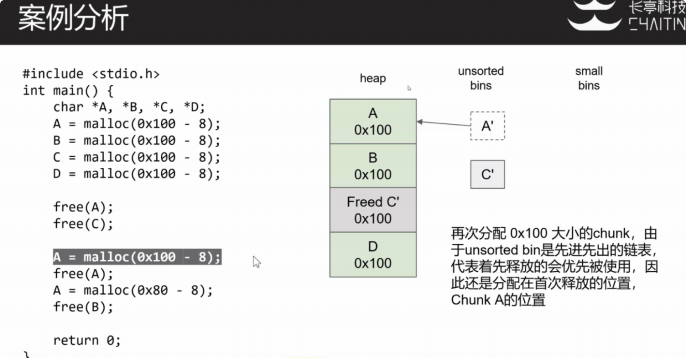 案例分析
长亭科技
CHAITIN
#include <stdio.h>
int main() {
char *A, *B, *C, *D;
A = malloc(0x100 - 8);
B = malloc(0x100 - 8);
C = malloc(0x100 - 8);
D = malloc(0x100 - 8);
free(A);
free(C);
A = malloc(0x100 - 8);
free(A);
A = malloc(0x80 - 8);
free(B);
return 0;
}
heap
A
0x100
B
0x100
Freed C'
0x100
D
0x100
unsorted
bins
A'
C'
small
bins
再次分配 0x100 大小的chunk，由
于unsorted bin是先进先出的链表，
代表着先释放的会优先被使用，因
此还是分配在首次释放的位置，
Chunk A的位置